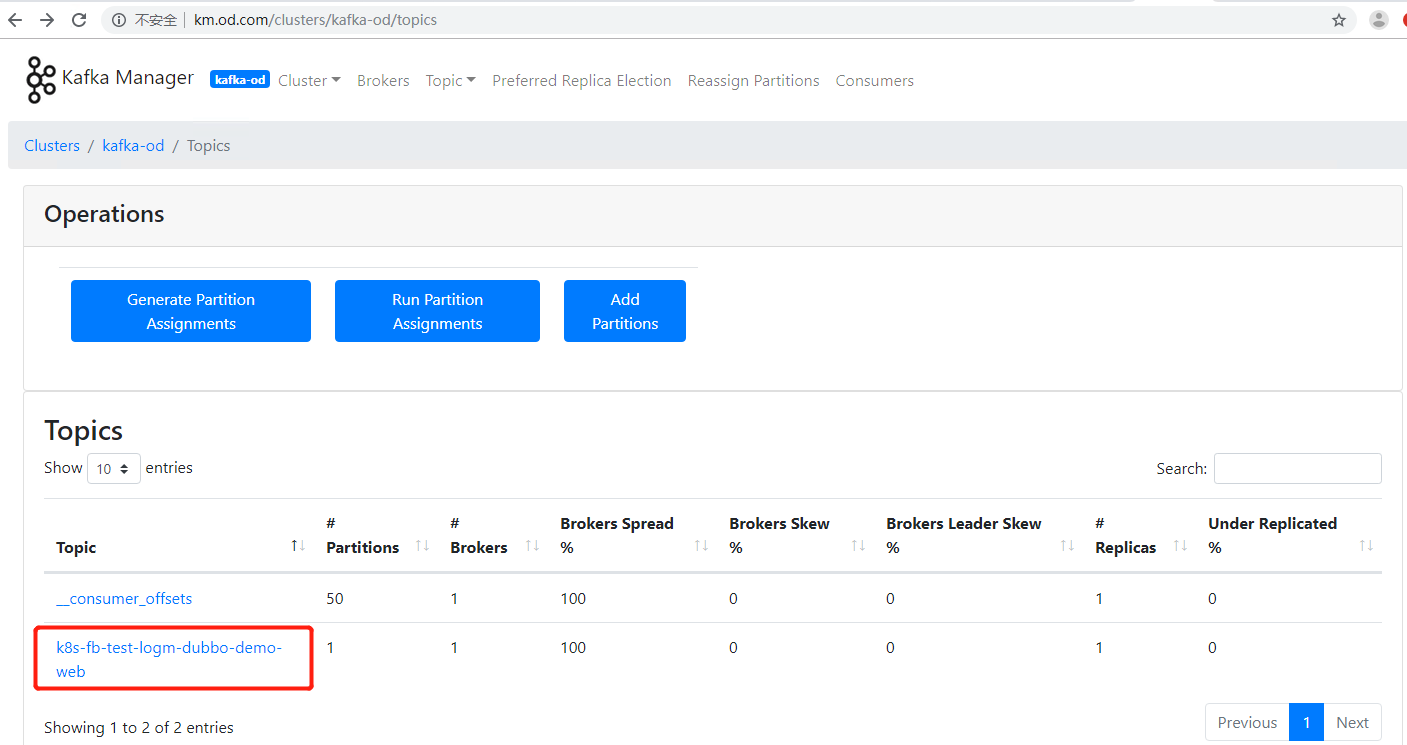 不安全 km.od.com/clusters/kafka-od/topics
Kafka Manager kafka-od Cluster Brokers Topic Preferred Replica Election Reassign Partitions Consumers
Clusters / kafka-od / Topics
Operations
Generate Partition Assignments
Run Partition Assignments
Add Partitions
Topics
Show 10 entries Search:
Topic # Partitions # Brokers Brokers Spread % Brokers Skew % Brokers Leader Skew % # Replicas Under Replicated %
__consumer_offsets 50 1 100 0 0 1 0
k8s-fb-test-logm-dubbo-demo- 1 1 100 0 0 1 0
web
Showing 1 to 2 of 2 entries Previous 1 Next